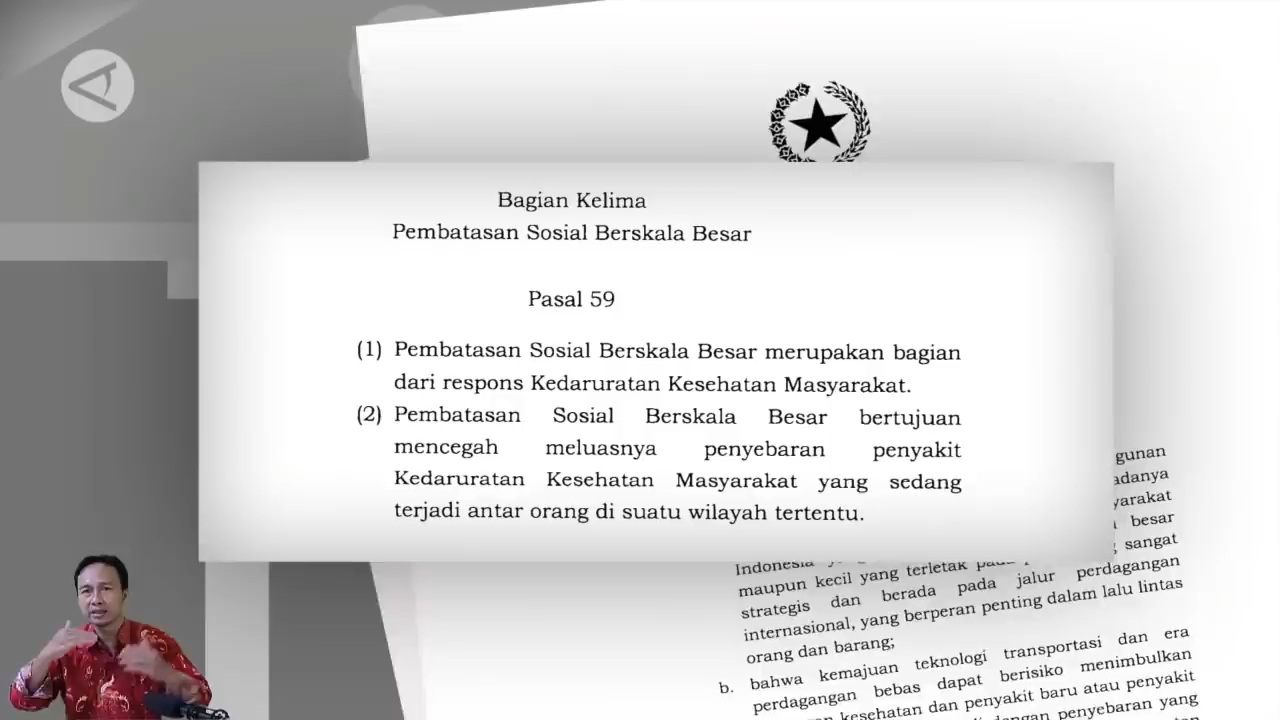 Bagian Kelima
Pembatasan Sosial Berskala Besar
Pasal 59
(1) Pembatasan Sosial Berskala Besar merupakan bagian
dari respons Kedaruratan Kesehatan Masyarakat.
(2) Pembatasan Sosial Berskala Besar bertujuan
mencegah meluasnya penyebaran penyakit
Kedaruratan Kesehatan Masyarakat yang sedang
terjadi antar orang di suatu wilayah tertentu.
besar
sangat
Indonesia
maupun kecil yang terletak
strategis dan berada pada jalur perdagangan
internasional, yang berperan penting dalam lalu lintas
orang dan barang;
b. bahwa kemajuan teknologi transportasi dan era
perdagangan bebas dapat berisiko menimbulkan
kesehatan dan penyakit baru atau penyakit
dengan penyebaran yang